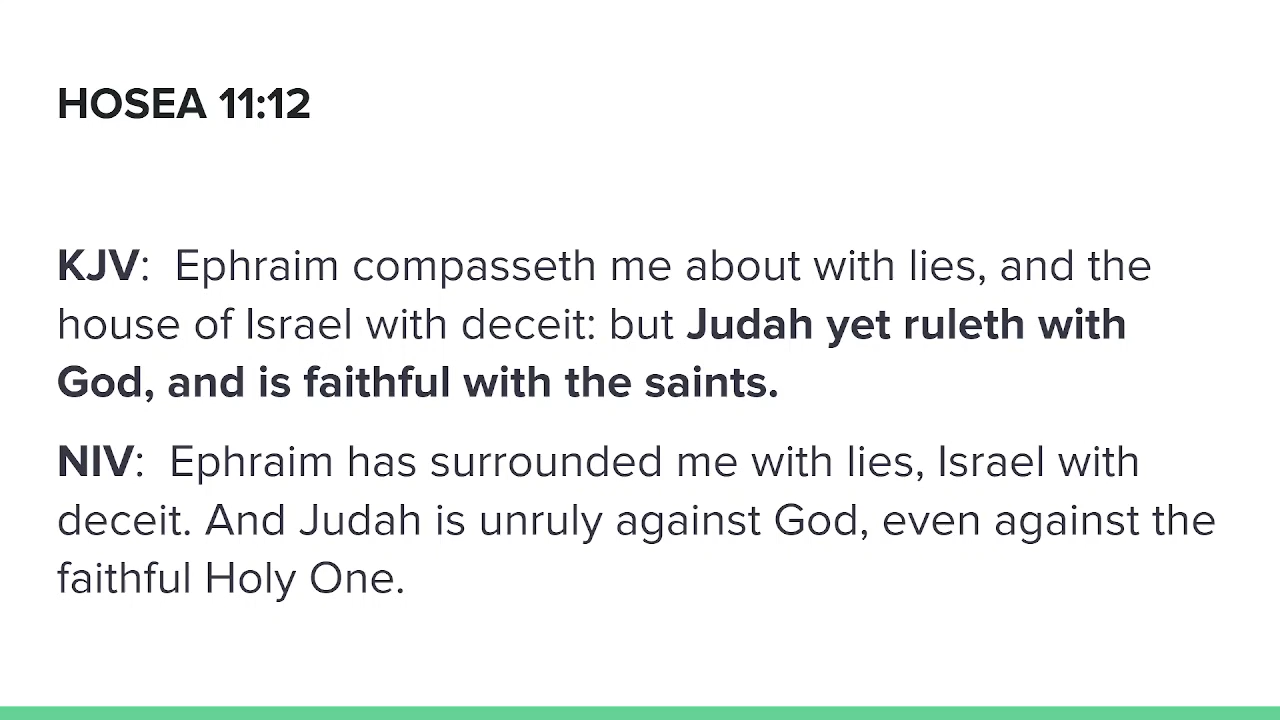 HOSEA 11:12
KJV:  Ephraim compasseth me about with lies, and the
house of Israel with deceit: but Judah yet ruleth with
God, and is faithful with the saints.
NIV:  Ephraim has surrounded me with lies, Israel with
deceit. And Judah is unruly against God, even against the
faithful Holy One.